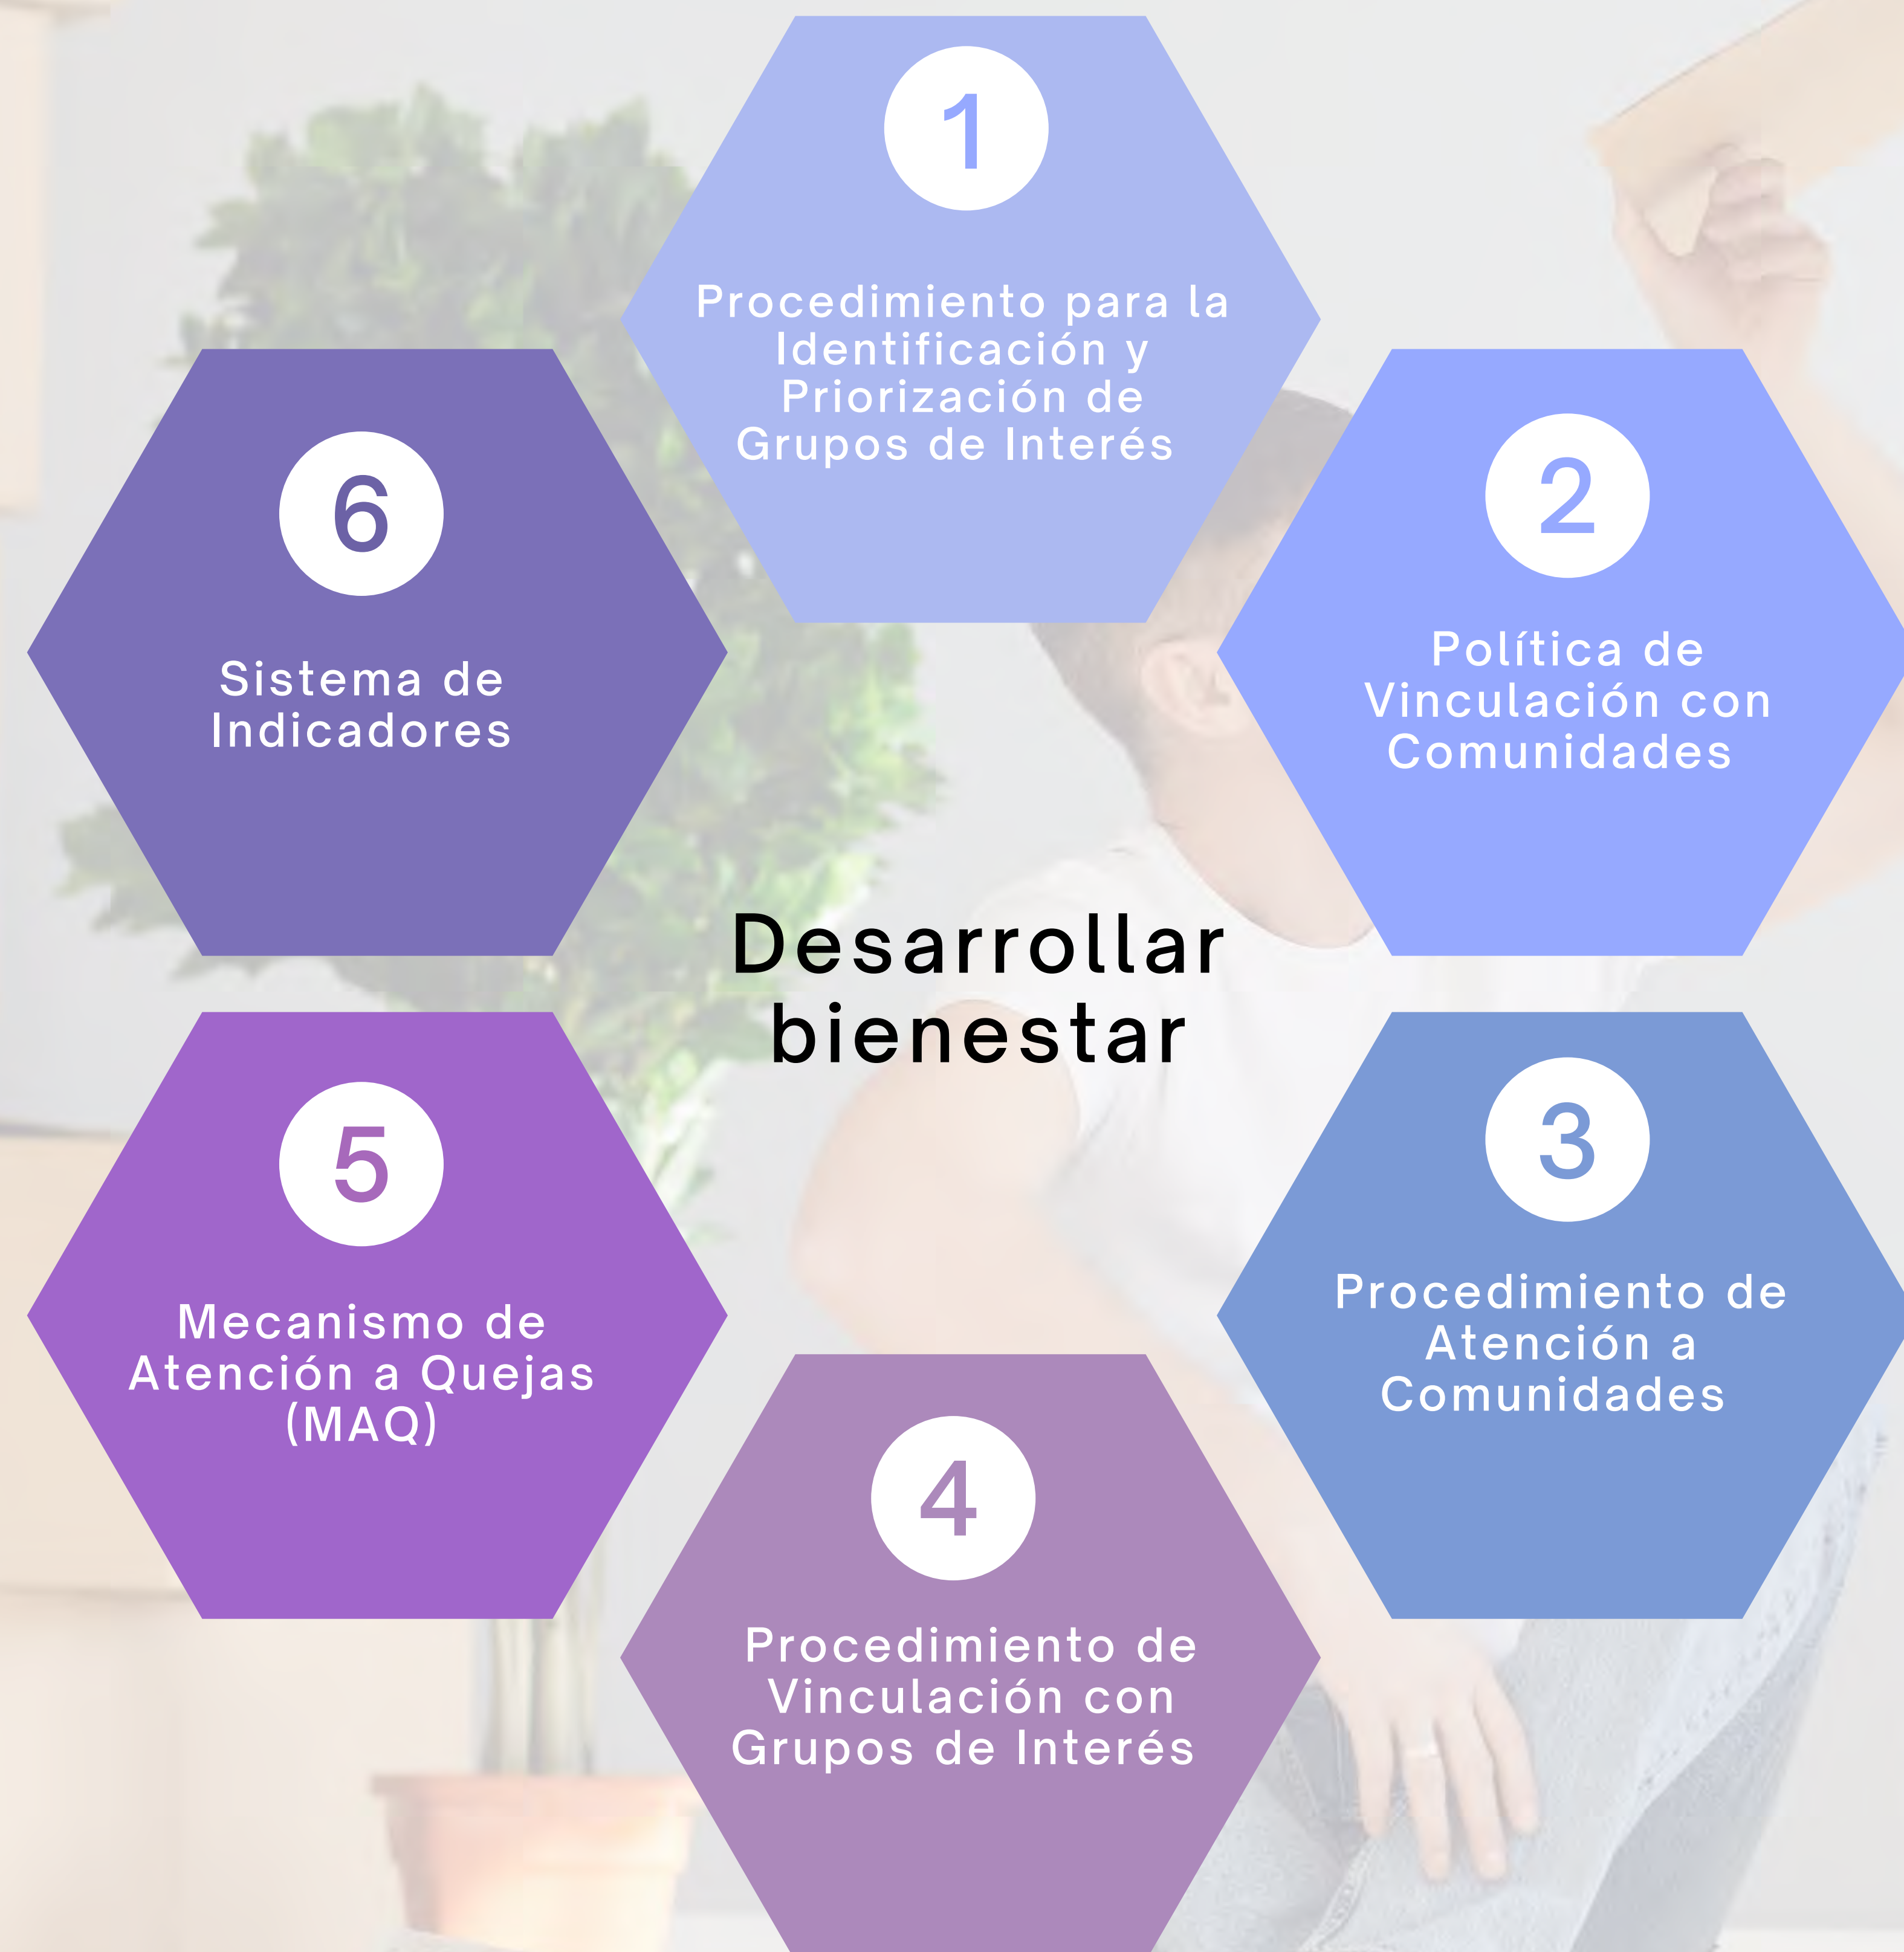 1
Procedimiento para la
Identificación y
Priorización de
Grupos de Interés
2
Política de
Vinculación con
Comunidades
3
Procedimiento de
Atención a
Comunidades
4
Procedimiento de
Vinculación con
Grupos de Interés
5
Mecanismo de
Atención a Quejas
(MAQ)
6
Sistema de
Indicadores
Desarrollar
bienestar